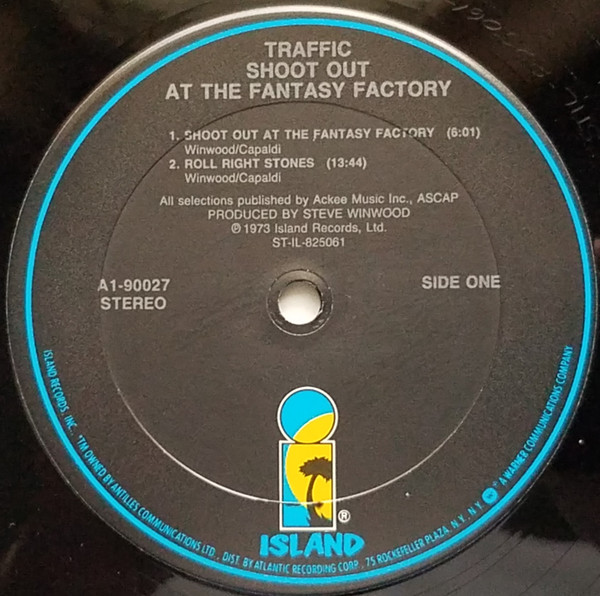 TRAFFIC
SHOOT OUT
AT THE FANTASY FACTORY
1. SHOOT OUT AT THE FANTASY FACTORY (6:01)
Winwood/Capaldi
2. ROLL RIGHT STONES (13:44)
Winwood/Capaldi
All selections published by Ackee Music Inc., ASCAP
PRODUCED BY STEVE WINWOOD
℗ 1973 Island Records, Ltd.
ST-IL-825061
A1-90027
STEREO
SIDE ONE
®
ISLAND
ISLAND RECORDS, INC. *TM OWNED BY ANTILLES COMMUNICATIONS LTD. DIST. BY ATLANTIC RECORDING CORP., 75 ROCKEFELLER PLAZA, N.Y., N.Y. A WARNER COMMUNICATIONS COMPANY